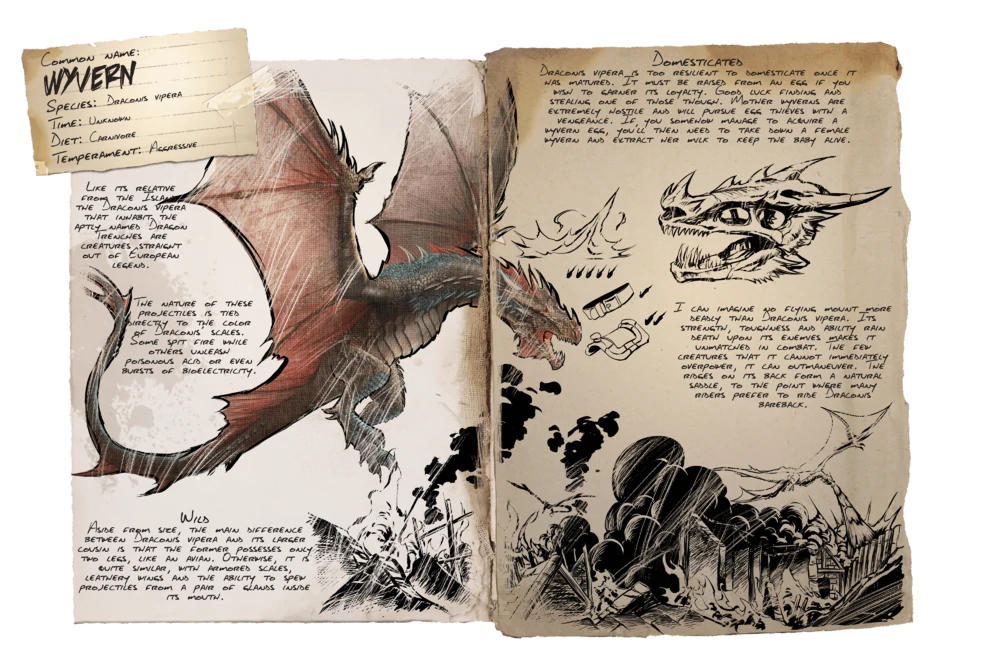 Common name:
Wyvern
Species: Draconis vipera
Time: Unknown
Diet: Carnivore
Temperament: Aggressive
Like its relative
from the Island,
the Draconis vipera
that inhabit the
aptly named Dragon
Trenches are
creatures straight
out of European
legend.
The nature of these
projectiles is tied
directly to the color
of Draconis' scales.
Some spit fire while
others unleash
poisonous acid or even
bursts of bioelectricity.
Wild
Aside from size, the main difference
between Draconis vipera and its larger
cousin is that the former possesses only
two legs, like an avian. Otherwise, it is
quite similar, with armored scales,
leathery wings and the ability to spew
projectiles from a pair of glands inside
its mouth.
Domesticated
Draconis vipera is too resilient to domesticate once it
has matured. It must be raised from an egg if you
wish to garner its loyalty. Good luck finding and
stealing one of those though. Mother wyverns are
extremely hostile and will pursue egg thieves with a
vengeance. If, you somehow manage to acquire a
wyvern egg, you'll then need to take down a female
wyvern and extract her milk to keep the baby alive.
I can imagine no flying mount more
deadly than Draconis vipera. Its
strength, toughness and ability rain
death upon its enemies makes it
unmatched in combat. The few
creatures that it cannot immediately
overpower, it can outmaneuver. The
ridges on its back form a natural
saddle, to the point where many
riders prefer to ride Draconis
bareback.